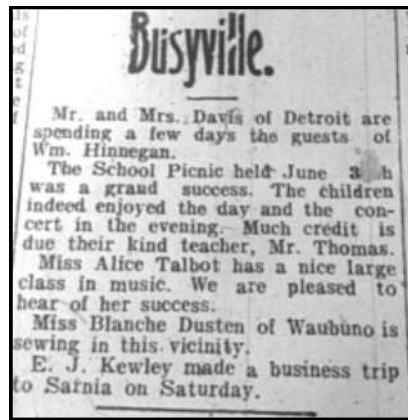 Busyville.
Mr. and Mrs. Davis of Detroit are
spending a few days the guests of
Wm. Hinnegan.
The School Picnic held June
was a grand success. The children
indeed enjoyed the day and the con-
cert in the evening. Much credit is
due their kind teacher, Mr. Thomas.
Miss Alice Talbot has a nice large
class in music. We are pleased to
hear of her success.
Miss Blanche Dusten of Waubuno is
sewing in this vicinity.
E. J. Kewley made a business trip
to Sarnia on Saturday.